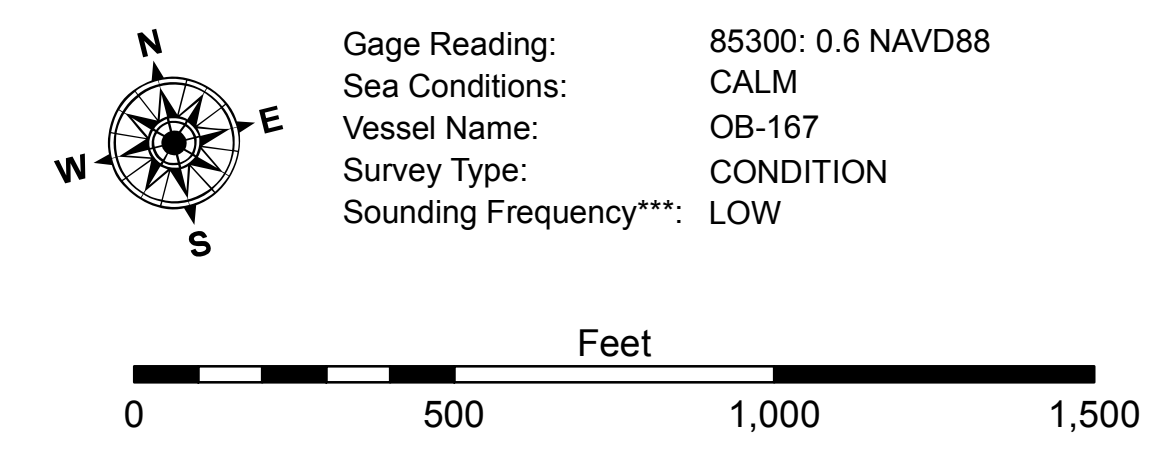 N
E
W
S
Gage Reading: 85300: 0.6 NAVD88
Sea Conditions: CALM
Vessel Name: OB-167
Survey Type: CONDITION
Sounding Frequency***: LOW
Feet
0 500 1,000 1,500